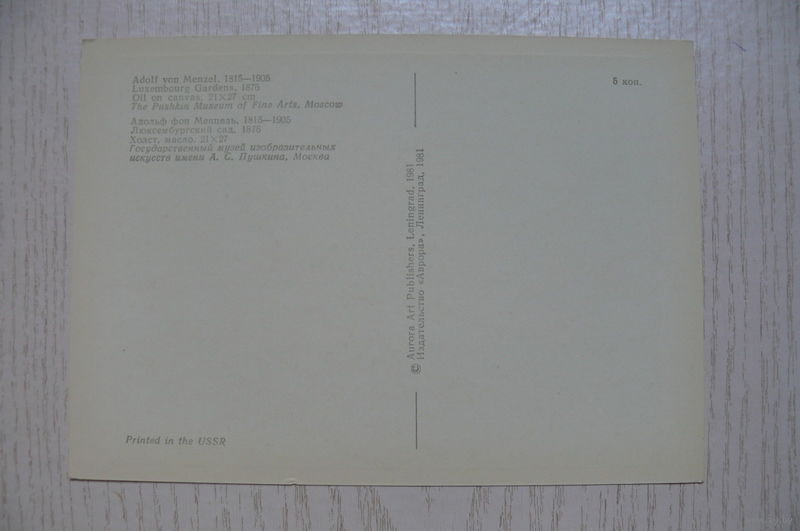 Adolf von Menzel. 1815—1905
Luxembourg Gardens. 1876
Oil on canvas. 21×27 cm
The Pushkin Museum of Fine Arts, Moscow
Адольф фон Менцель. 1815—1905
Люксембургский сад. 1876
Холст, масло. 21×27
Государственный музей изобразительных
искусств имени А. С. Пушкина, Москва
5 коп.
© Aurora Art Publishers, Leningrad, 1981
Издательство «Аврора», Ленинград, 1981
Printed in the USSR